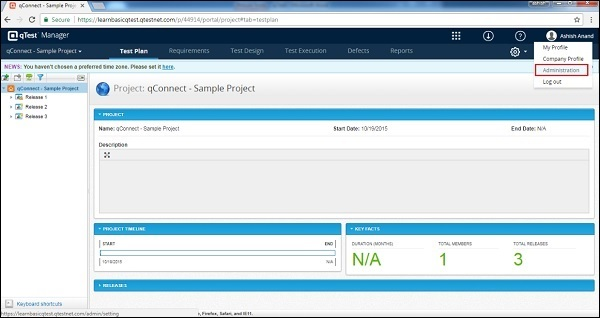 qConnect - Sample Pr
Ashish
Secure https://learnbasicqtest.qtestnet.com/p/44914/portal/project#tab=testplan
qTest Manager
Ashish Anand
qConnect - Sample Project
Test Plan
Requirements
Test Design
Test Execution
Defects
Reports
My Profile
Company Profile
Administration
Log out
NEWS: You haven't chosen a preferred time zone. Please set it here.
qConnect - Sample Project
Release 1
Release 2
Release 3
Project: qConnect - Sample Project
PROJECT
Name: qConnect - Sample Project
Start Date: 10/19/2015
End Date: N/A
Description
PROJECT TIMELINE
START
END
10/19/2015
N/A
KEY FACTS
DURATION (MONTHS)
TOTAL MEMBERS
TOTAL RELEASES
N/A
1
3
RELEASES
Keyboard shortcuts
https://learnbasicqtest.qtestnet.com/admin/setting
, Firefox, Safari, and IE11.